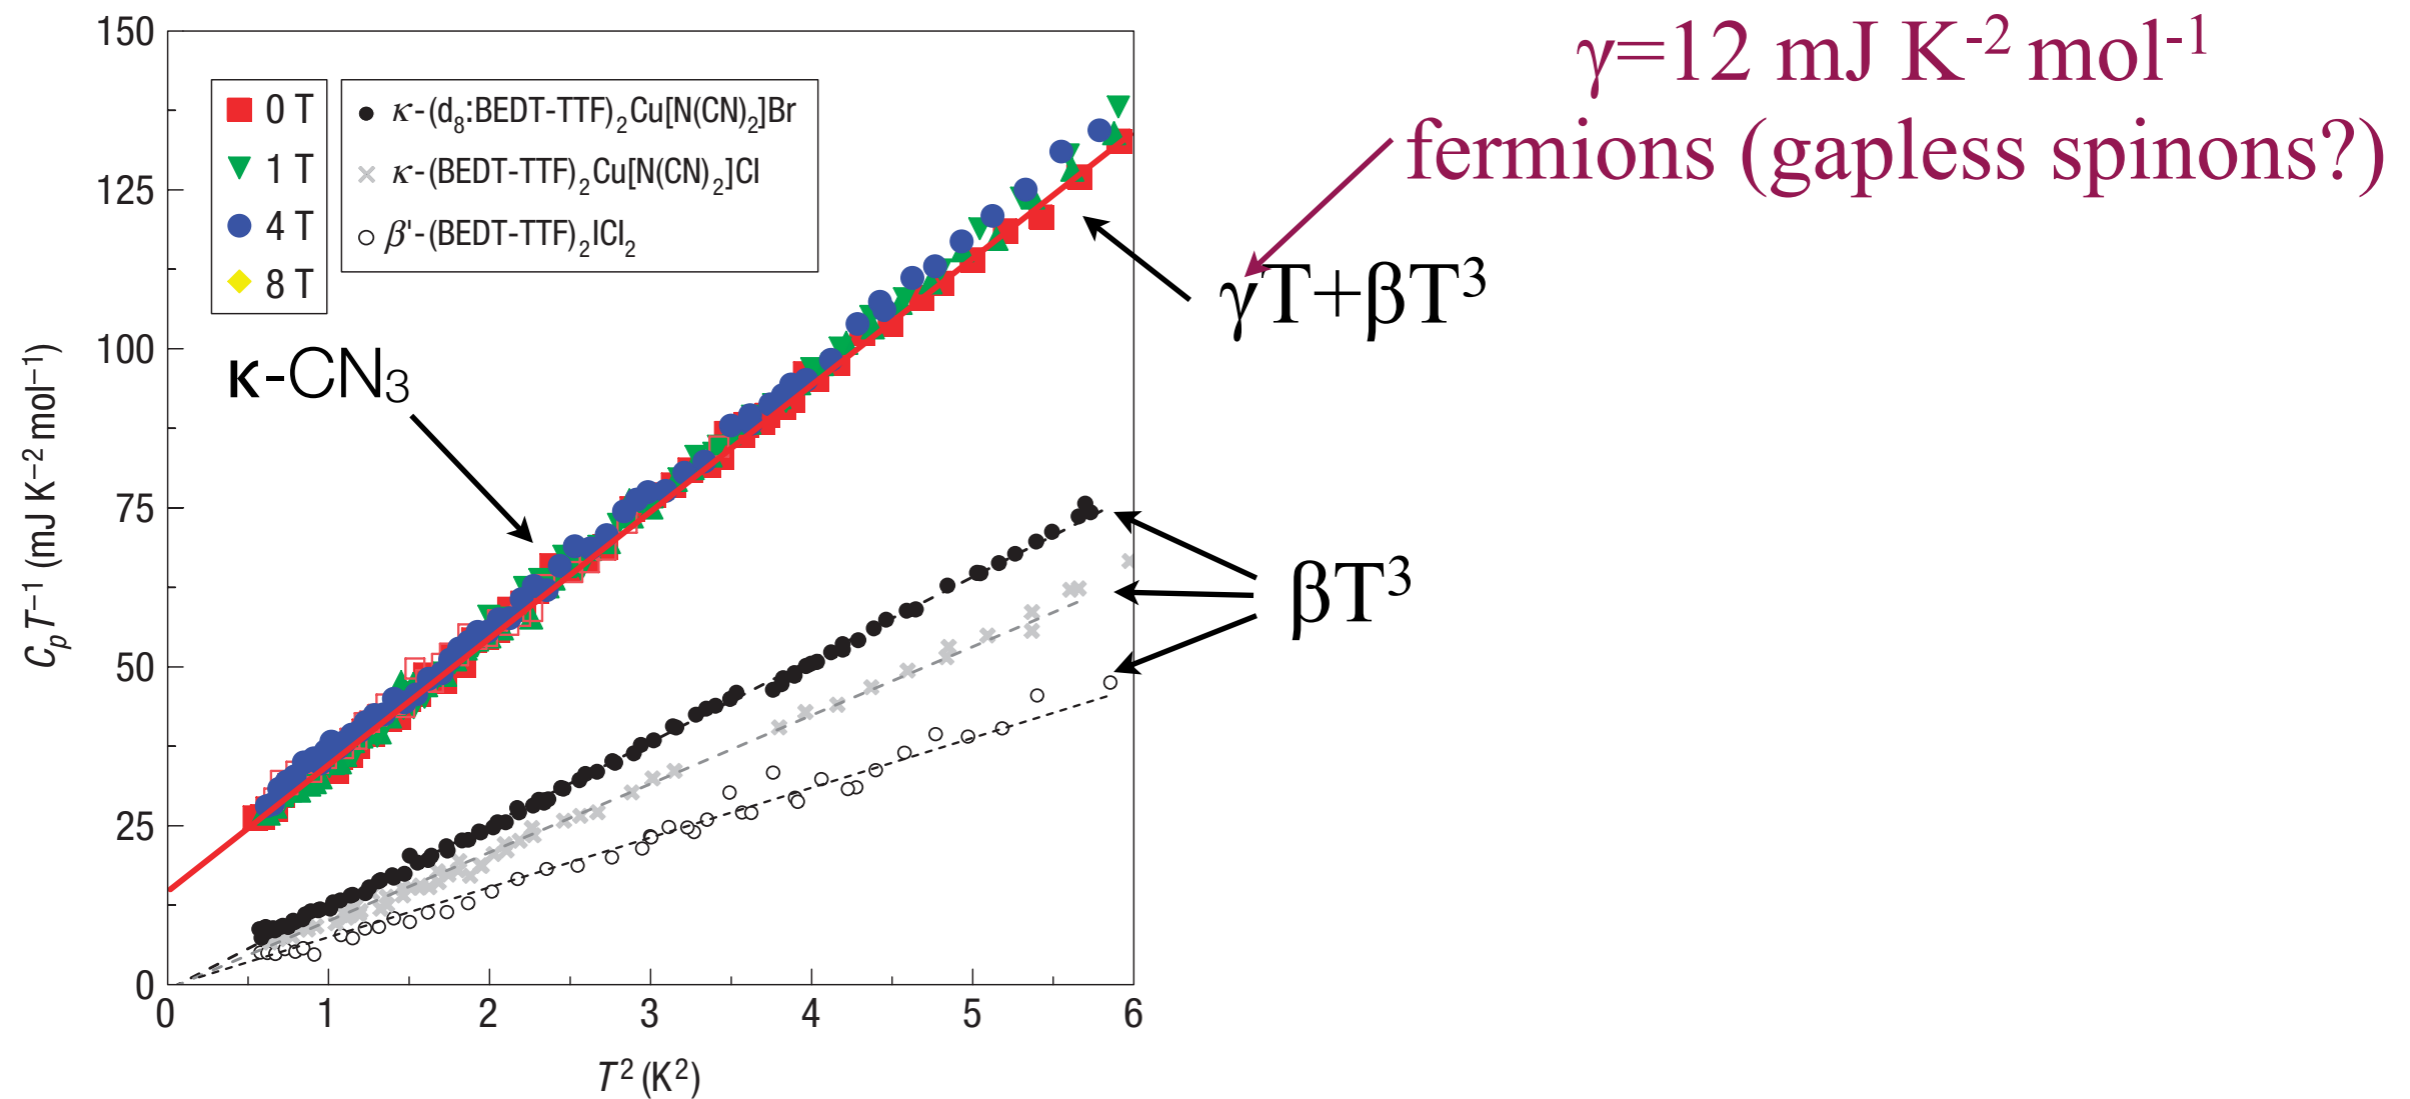 150
125
100
75
50
25
0
0
1
2
3
4
5
6
C_p T⁻¹ (mJ K⁻² mol⁻¹)
T² (K²)
0 T
1 T
4 T
8 T
κ-(d₈:BEDT-TTF)₂Cu[N(CN)₂]Br
κ-(BEDT-TTF)₂Cu[N(CN)₂]Cl
β'-(BEDT-TTF)₂ICl₂
κ-CN₃
γ=12 mJ K⁻² mol⁻¹
fermions (gapless spinons?)
γT+βT³
βT³